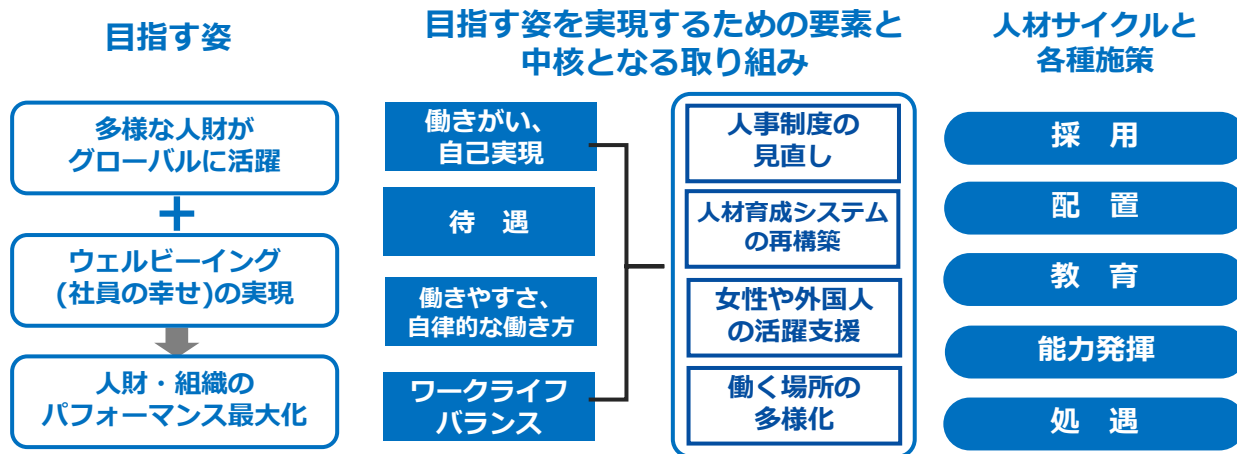 目指す姿
多様な人財が
グローバルに活躍
+
ウェルビーイング
(社員の幸せ)の実現
人財・組織の
パフォーマンス最大化
目指す姿を実現するための要素と
中核となる取り組み
働きがい、
自己実現
待　遇
働きやすさ、
自律的な働き方
ワークライフ
バランス
人事制度の
見直し
人材育成システム
の再構築
女性や外国人
の活躍支援
働く場所の
多様化
人材サイクルと
各種施策
採　用
配　置
教　育
能力発揮
処　遇